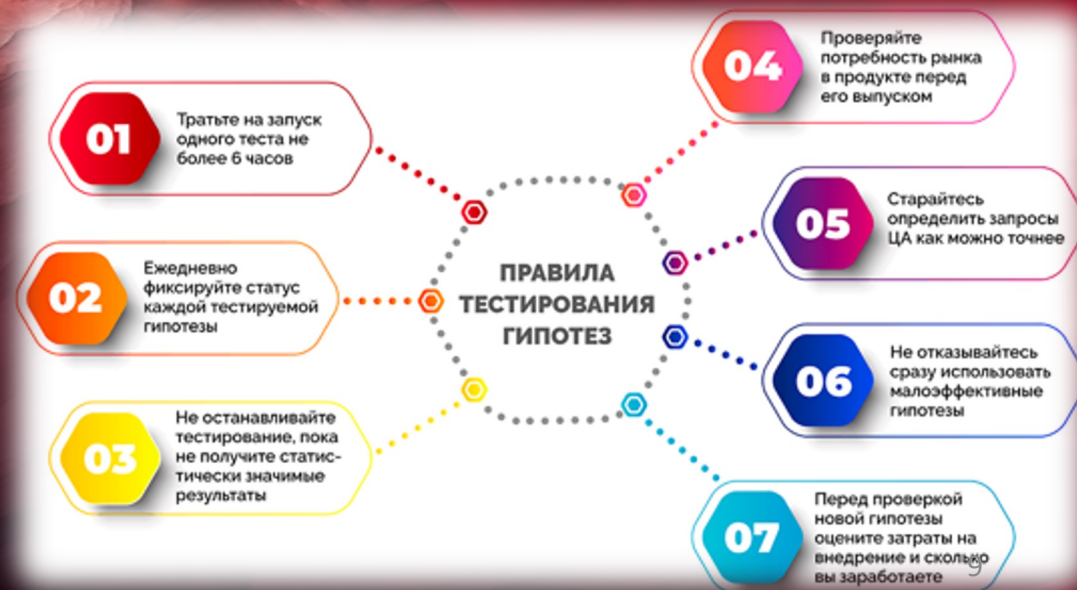 01
Тратьте на запуск
одного теста не
более 6 часов
02
Ежедневно
фиксируйте статус
каждой тестируемой
гипотезы
03
Не останавливайте
тестирование, пока
не получите статис-
тически значимые
результаты
ПРАВИЛА
ТЕСТИРОВАНИЯ
ГИПОТЕЗ
04
Проверяйте
потребность рынка
в продукте перед
его выпуском
05
Старайтесь
определить запросы
ЦА как можно точнее
06
Не отказывайтесь
сразу использовать
малоэффективные
гипотезы
07
Перед проверкой
новой гипотезы
оцените затраты на
внедрение и сколько
вы заработаете
9